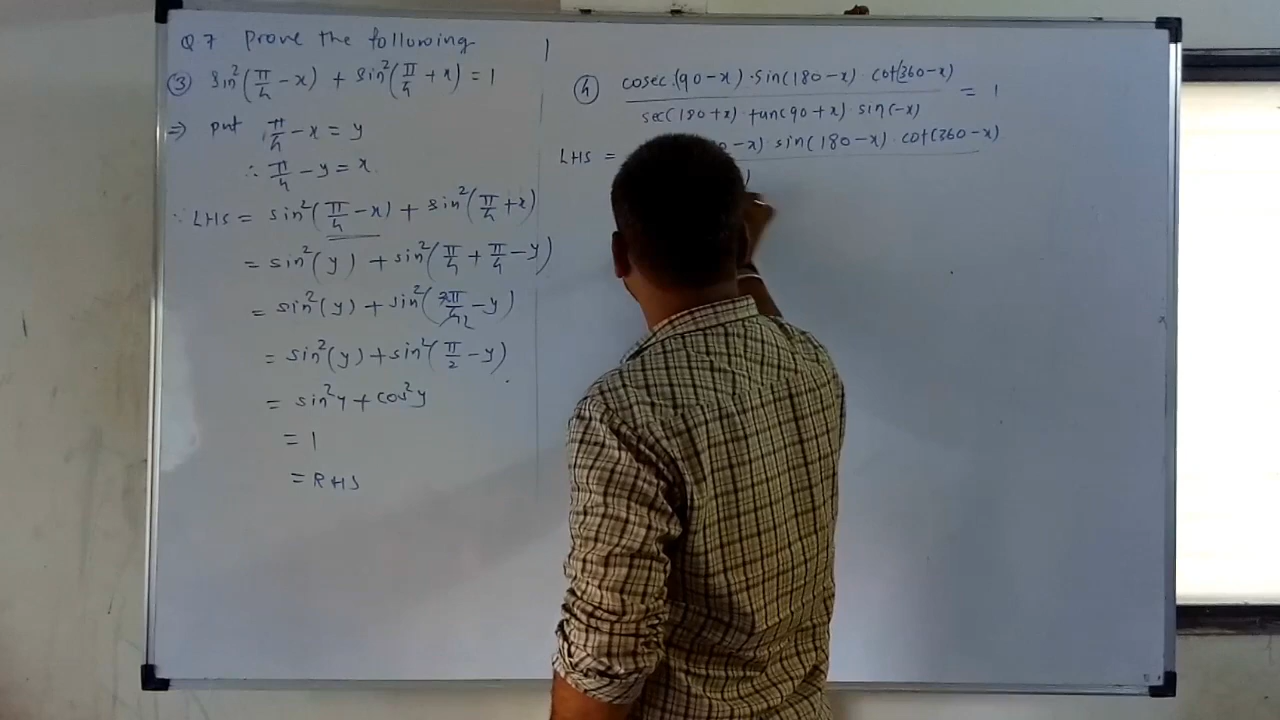 Q 7 Prove the following
③ sin²(π/4 − x) + sin²(π/4 + x) = 1
⇒ put π/4 − x = y
∴ π/4 − y = x
∴ LHS = sin²(π/4 − x) + sin²(π/4 + x)
= sin²(y) + sin²(π/4 + π/4 − y)
= sin²(y) + sin²(2π/4 2 − y)
= sin²(y) + sin²(π/2 − y)
= sin²y + cos²y
= 1
= RHS
④ cosec(90−x)·sin(180−x)·cot(360−x)
sec(180+x)·tan(90+x)·sin(−x)
= 1
LHS = −x) sin(180−x)·cot(360−x)